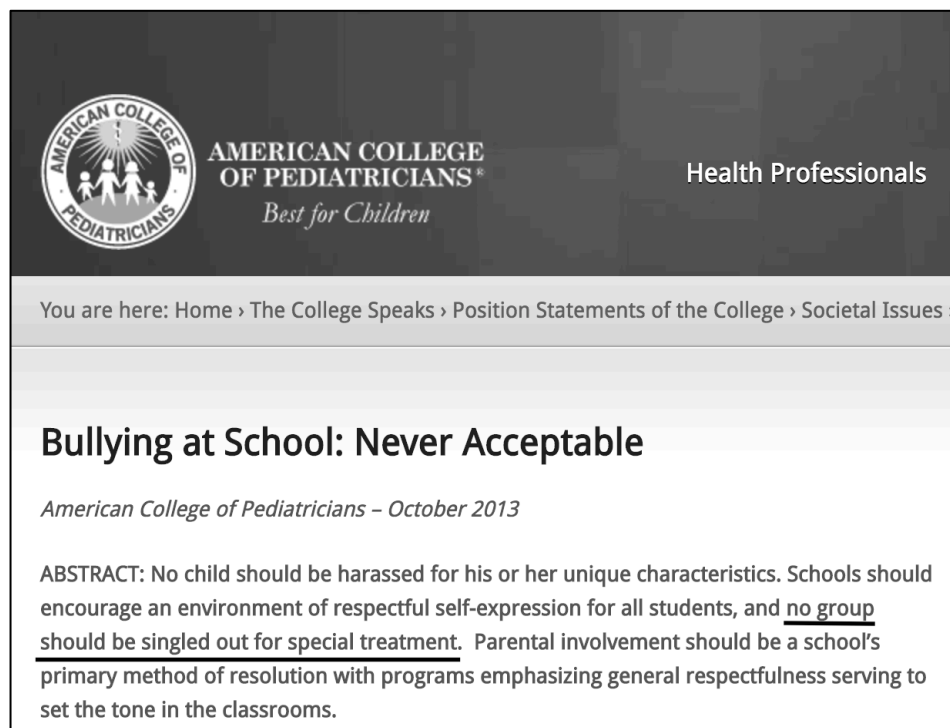 AMERICAN COLLEGE OF
PEDIATRICIANS
AMERICAN COLLEGE
OF PEDIATRICIANS®
Best for Children
Health Professionals
You are here: Home › The College Speaks › Position Statements of the College › Societal Issues ›
Bullying at School: Never Acceptable
American College of Pediatricians – October 2013
ABSTRACT: No child should be harassed for his or her unique characteristics. Schools should
encourage an environment of respectful self-expression for all students, and no group
should be singled out for special treatment. Parental involvement should be a school's
primary method of resolution with programs emphasizing general respectfulness serving to
set the tone in the classrooms.